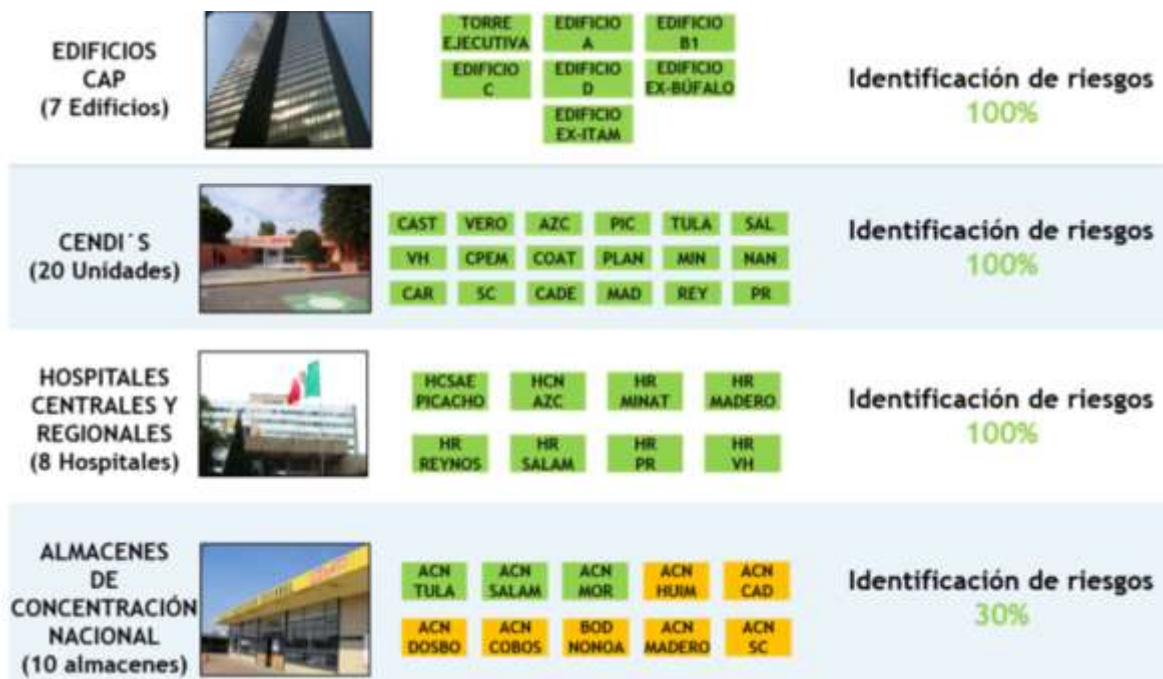 EDIFICIOS
CAP
(7 Edificios)
TORRE
EJECUTIVA
EDIFICIO
A
EDIFICIO
B1
EDIFICIO
C
EDIFICIO
D
EDIFICIO
EX-BÚFALO
EDIFICIO
EX-ITAM
Identificación de riesgos
100%
CENDI´S
(20 Unidades)
CAST VERO AZC PIC TULA SAL
VH CPEM COAT PLAN MIN NAN
CAR SC CADE MAD REY PR
Identificación de riesgos
100%
HOSPITALES
CENTRALES Y
REGIONALES
(8 Hospitales)
HCSAE
PICACHO
HCN
AZC
HR
MINAT
HR
MADERO
HR
REYNOS
HR
SALAM
HR
PR
HR
VH
Identificación de riesgos
100%
ALMACENES
DE
CONCENTRACIÓN
NACIONAL
(10 almacenes)
ACN
TULA
ACN
SALAM
ACN
MOR
ACN
HUIM
ACN
CAD
ACN
DOSBO
ACN
COBOS
BOD
NONOA
ACN
MADERO
ACN
SC
Identificación de riesgos
30%